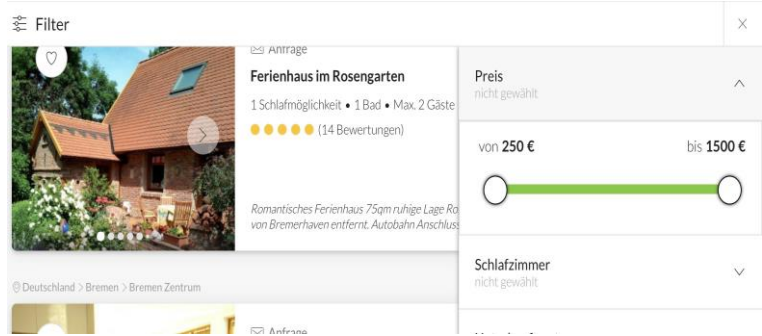 Filter
Anfrage
Ferienhaus im Rosengarten
1 Schlafmöglichkeit • 1 Bad • Max. 2 Gäste
(14 Bewertungen)
Romantisches Ferienhaus 75qm ruhige Lage Ro
von Bremerhaven entfernt. Autobahn Anschluss
Deutschland > Bremen > Bremen Zentrum
Anfrage
Preis
nicht gewählt
von 250 €
bis 1500 €
Schlafzimmer
nicht gewählt